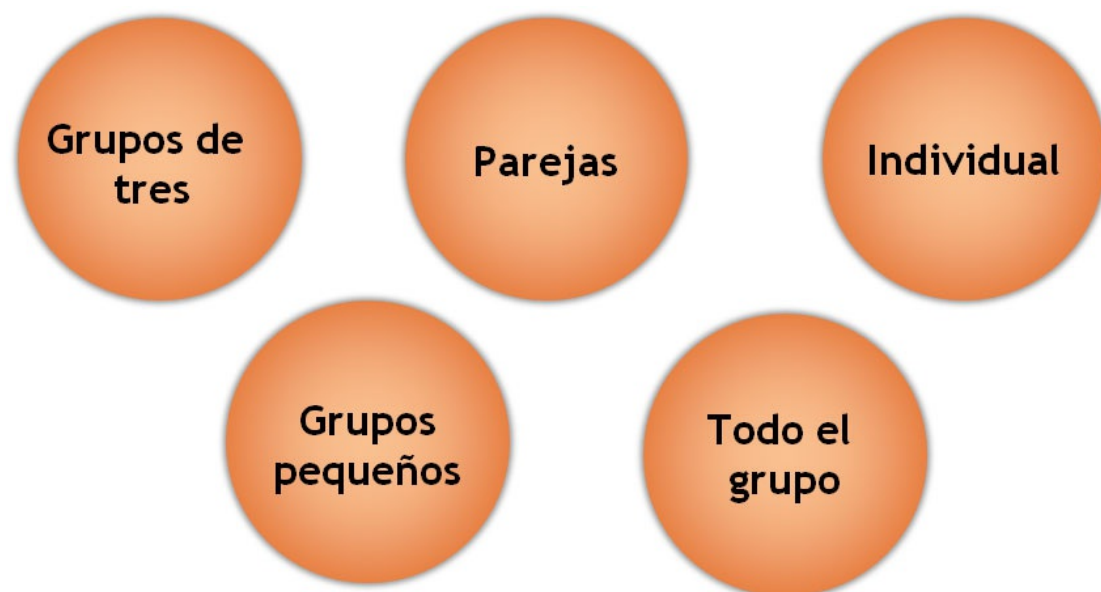 Grupos de
tres
Parejas
Individual
Grupos
pequeños
Todo el
grupo